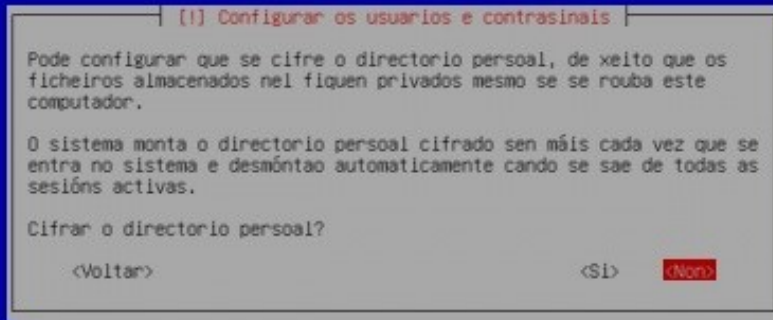 [!] Configurar os usuarios e contrasinais
Pode configurar que se cifre o directorio persoal, de xeito que os
ficheiros almacenados nel fiquen privados mesmo se se rouba este
computador.
O sistema monta o directorio persoal cifrado sen máis cada vez que se
entra no sistema e desmóntao automaticamente cando se sae de todas as
sesións activas.
Cifrar o directorio persoal?
<Voltar> <Si> <Non>